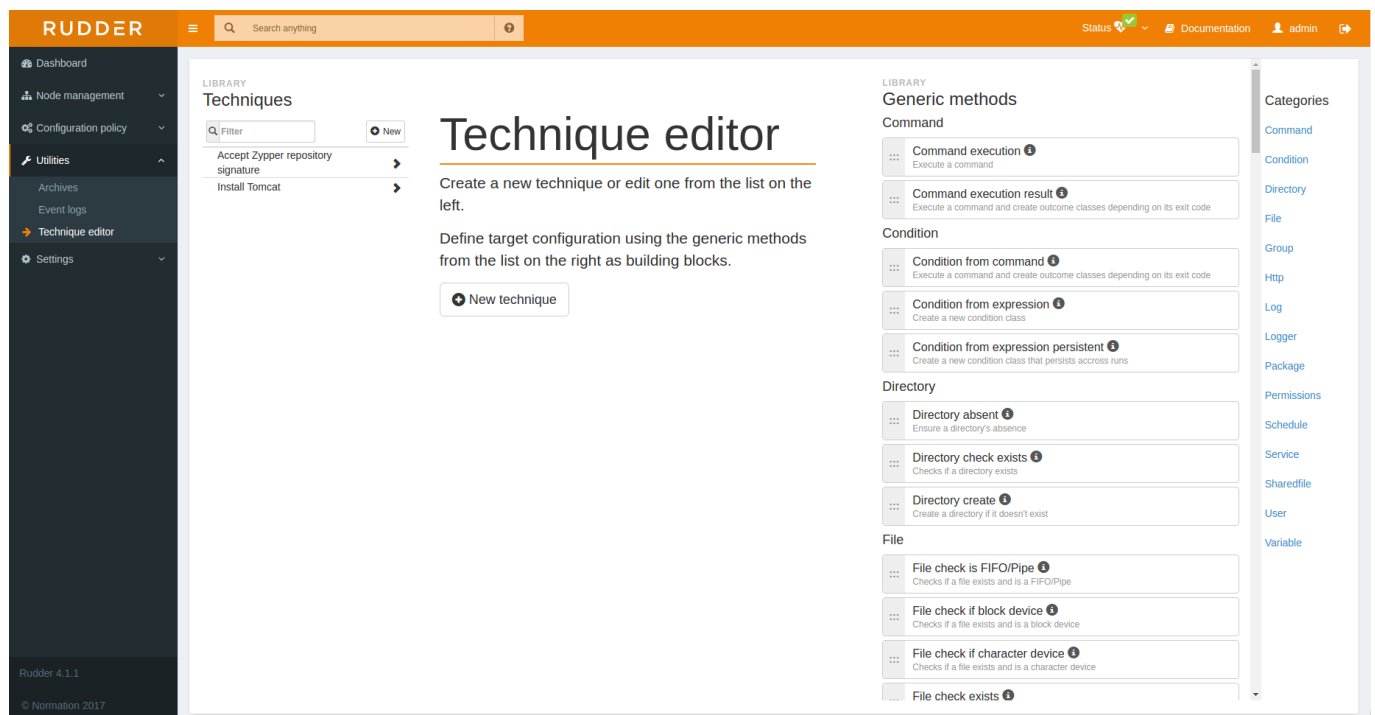 RUDDER
Search anything
Status
Documentation
admin
Dashboard
Node management
Configuration policy
Utilities
Archives
Event logs
Technique editor
Settings
Rudder 4.1.1
© Normation 2017
LIBRARY
Techniques
Filter
New
Accept Zypper repository
signature
Install Tomcat
Technique editor
Create a new technique or edit one from the list on the
left.
Define target configuration using the generic methods
from the list on the right as building blocks.
New technique
LIBRARY
Generic methods
Command
Command execution
Execute a command
Command execution result
Execute a command and create outcome classes depending on its exit code
Condition
Condition from command
Execute a command and create outcome classes depending on its exit code
Condition from expression
Create a new condition class
Condition from expression persistent
Create a new condition class that persists accross runs
Directory
Directory absent
Ensure a directory's absence
Directory check exists
Checks if a directory exists
Directory create
Create a directory if it doesn't exist
File
File check is FIFO/Pipe
Checks if a file exists and is a FIFO/Pipe
File check if block device
Checks if a file exists and is a block device
File check if character device
Checks if a file exists and is a character device
File check exists
Categories
Command
Condition
Directory
File
Group
Http
Log
Logger
Package
Permissions
Schedule
Service
Sharedfile
User
Variable